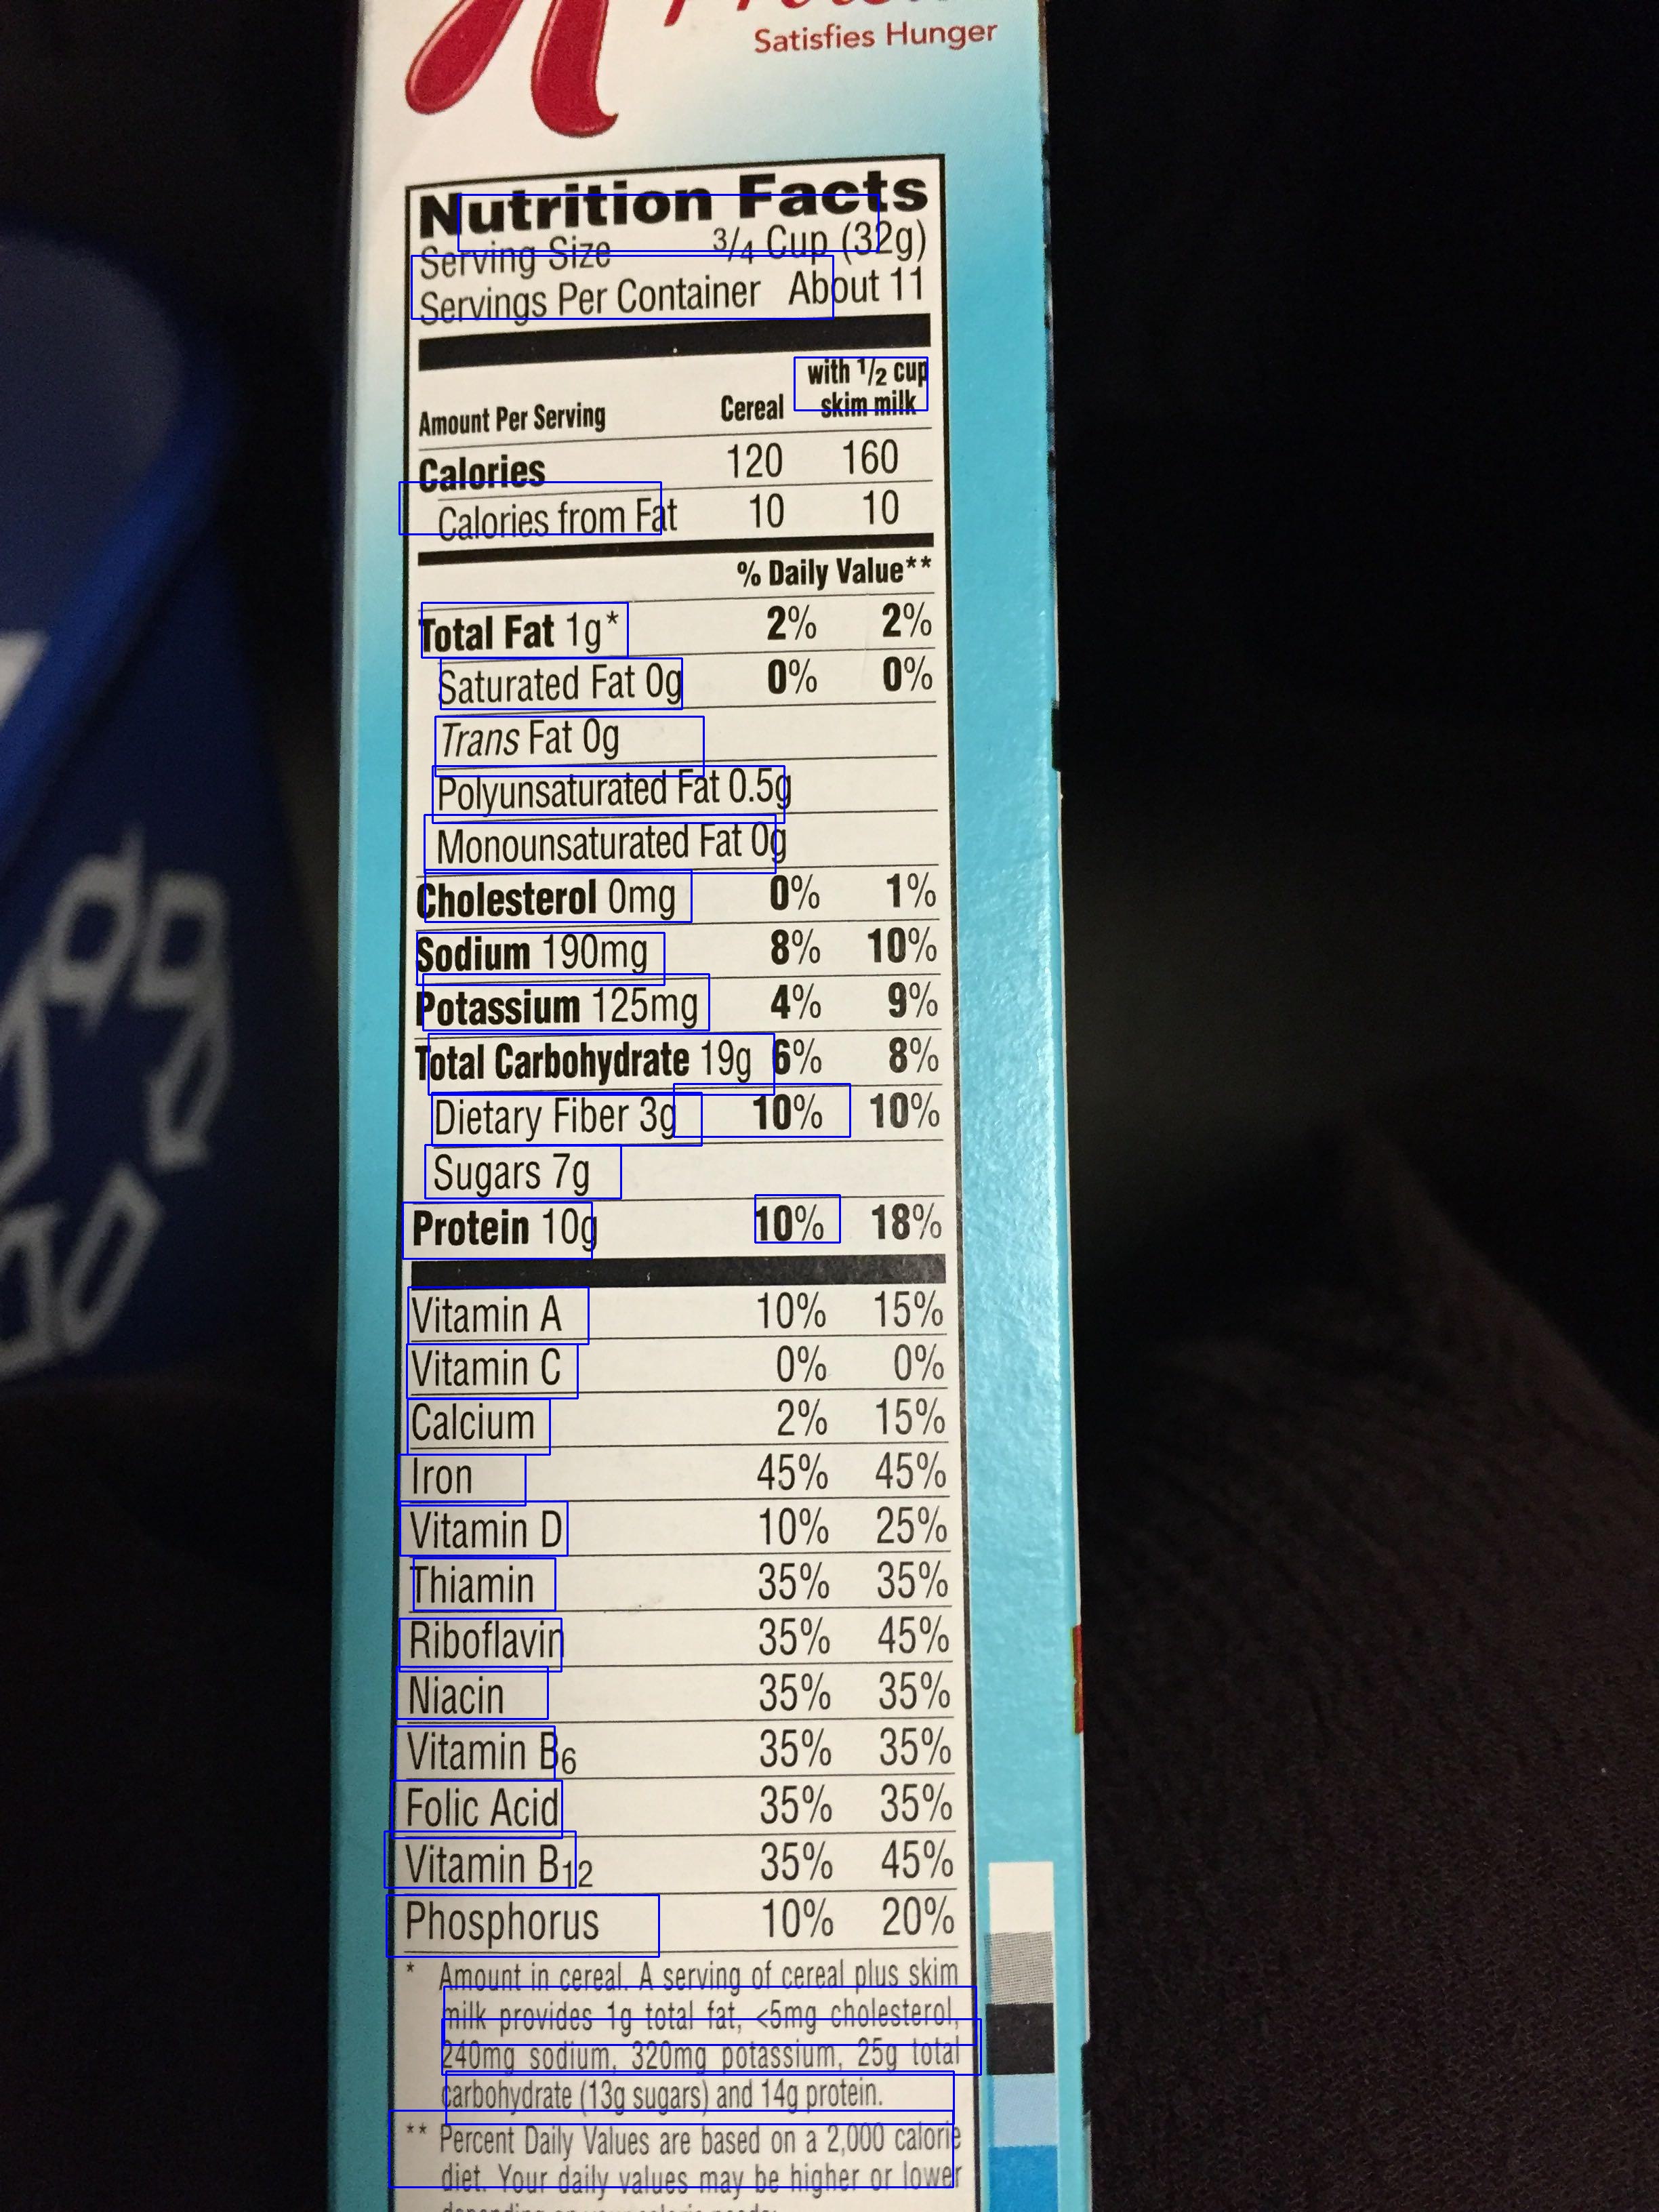 Satisfies Hunger
Nutrition Facts
Serving Size 3/4 Cup (32g)
Servings Per Container About 11
with 1/2 cup
Amount Per Serving Cereal skim milk
Calories 120 160
Calories from Fat 10 10
% Daily Value**
Total Fat 1g* 2% 2%
Saturated Fat 0g 0% 0%
Trans Fat 0g
Polyunsaturated Fat 0.5g
Monounsaturated Fat 0g
Cholesterol 0mg 0% 1%
Sodium 190mg 8% 10%
Potassium 125mg 4% 9%
Total Carbohydrate 19g 6% 8%
Dietary Fiber 3g 10% 10%
Sugars 7g
Protein 10g 10% 18%
Vitamin A 10% 15%
Vitamin C 0% 0%
Calcium 2% 15%
Iron 45% 45%
Vitamin D 10% 25%
Thiamin 35% 35%
Riboflavin 35% 45%
Niacin 35% 35%
Vitamin B6 35% 35%
Folic Acid 35% 35%
Vitamin B12 35% 45%
Phosphorus 10% 20%
* Amount in cereal. A serving of cereal plus skim
milk provides 1g total fat, <5mg cholesterol,
240mg sodium, 320mg potassium, 25g total
carbohydrate (13g sugars) and 14g protein.
** Percent Daily Values are based on a 2,000 calorie
diet. Your daily values may be higher or lower